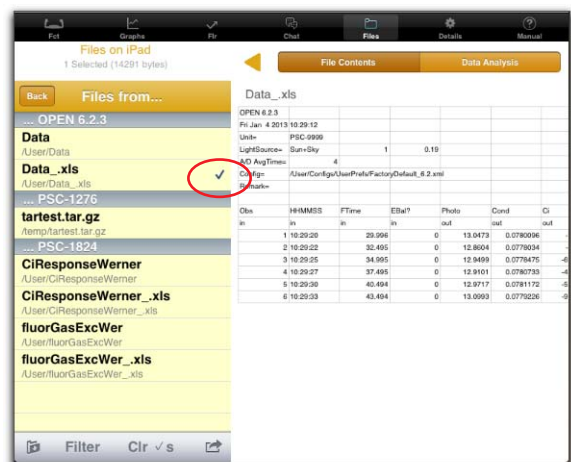 Fct Graphs Flr Chat Files Details Manual
Files on iPad
1 Selected (14291 bytes)
File Contents Data Analysis
Back Files from...
... OPEN 6.2.3
Data
/User/Data
Data_.xls
/User/Data_.xls
... PSC-1276
tartest.tar.gz
/temp/tartest.tar.gz
... PSC-1824
CiResponseWerner
/User/CiResponseWerner
CiResponseWerner_.xls
/User/CiResponseWerner_.xls
fluorGasExcWer
/User/fluorGasExcWer
fluorGasExcWer_.xls
/User/fluorGasExcWer_.xls
Filter Clr ✓s
Data_.xls
OPEN 6.2.3
Fri Jan 4 2013 10:29:12
Unit= PSC-9999
LightSource= Sun+Sky 1 0.19
A/D AvgTime= 4
Config= /User/Configs/UserPrefs/FactoryDefault_6.2.xml
Remark=
Obs HHMMSS FTime EBal? Photo Cond Ci
in in in in out out out
1 10:29:20 29.996 0 13.0473 0.0780096 -
2 10:29:22 32.495 0 12.8604 0.0778034 -
3 10:29:25 34.995 0 12.9499 0.0778475 -6
4 10:29:27 37.495 0 12.9101 0.0780733 -4
5 10:29:30 40.494 0 12.9717 0.0781172 -5
6 10:29:33 43.494 0 13.0993 0.0779226 -9